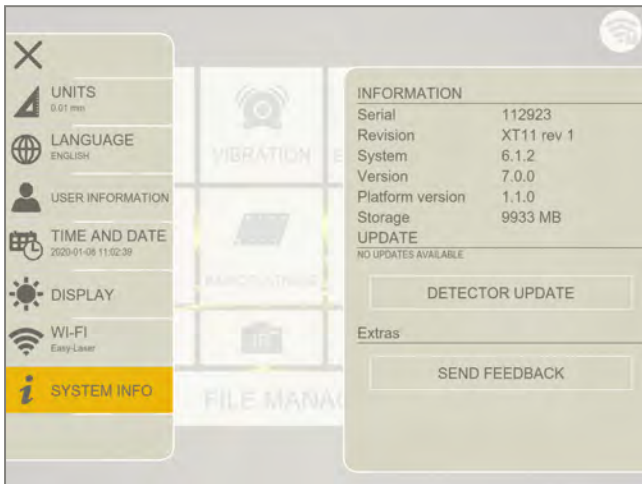 UNITS
0.01 mm
LANGUAGE
ENGLISH
USER INFORMATION
TIME AND DATE
2020-01-06 11:02:39
DISPLAY
WI-FI
Easy-Laser
SYSTEM INFO
VIBRATION
FILE MANA
INFORMATION
Serial 112923
Revision XT11 rev 1
System 6.1.2
Version 7.0.0
Platform version 1.1.0
Storage 9933 MB
UPDATE
NO UPDATES AVAILABLE
DETECTOR UPDATE
Extras
SEND FEEDBACK